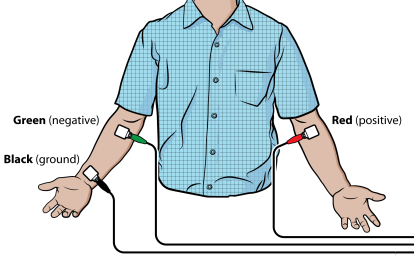 Green (negative)
Red (positive)
Black (ground)